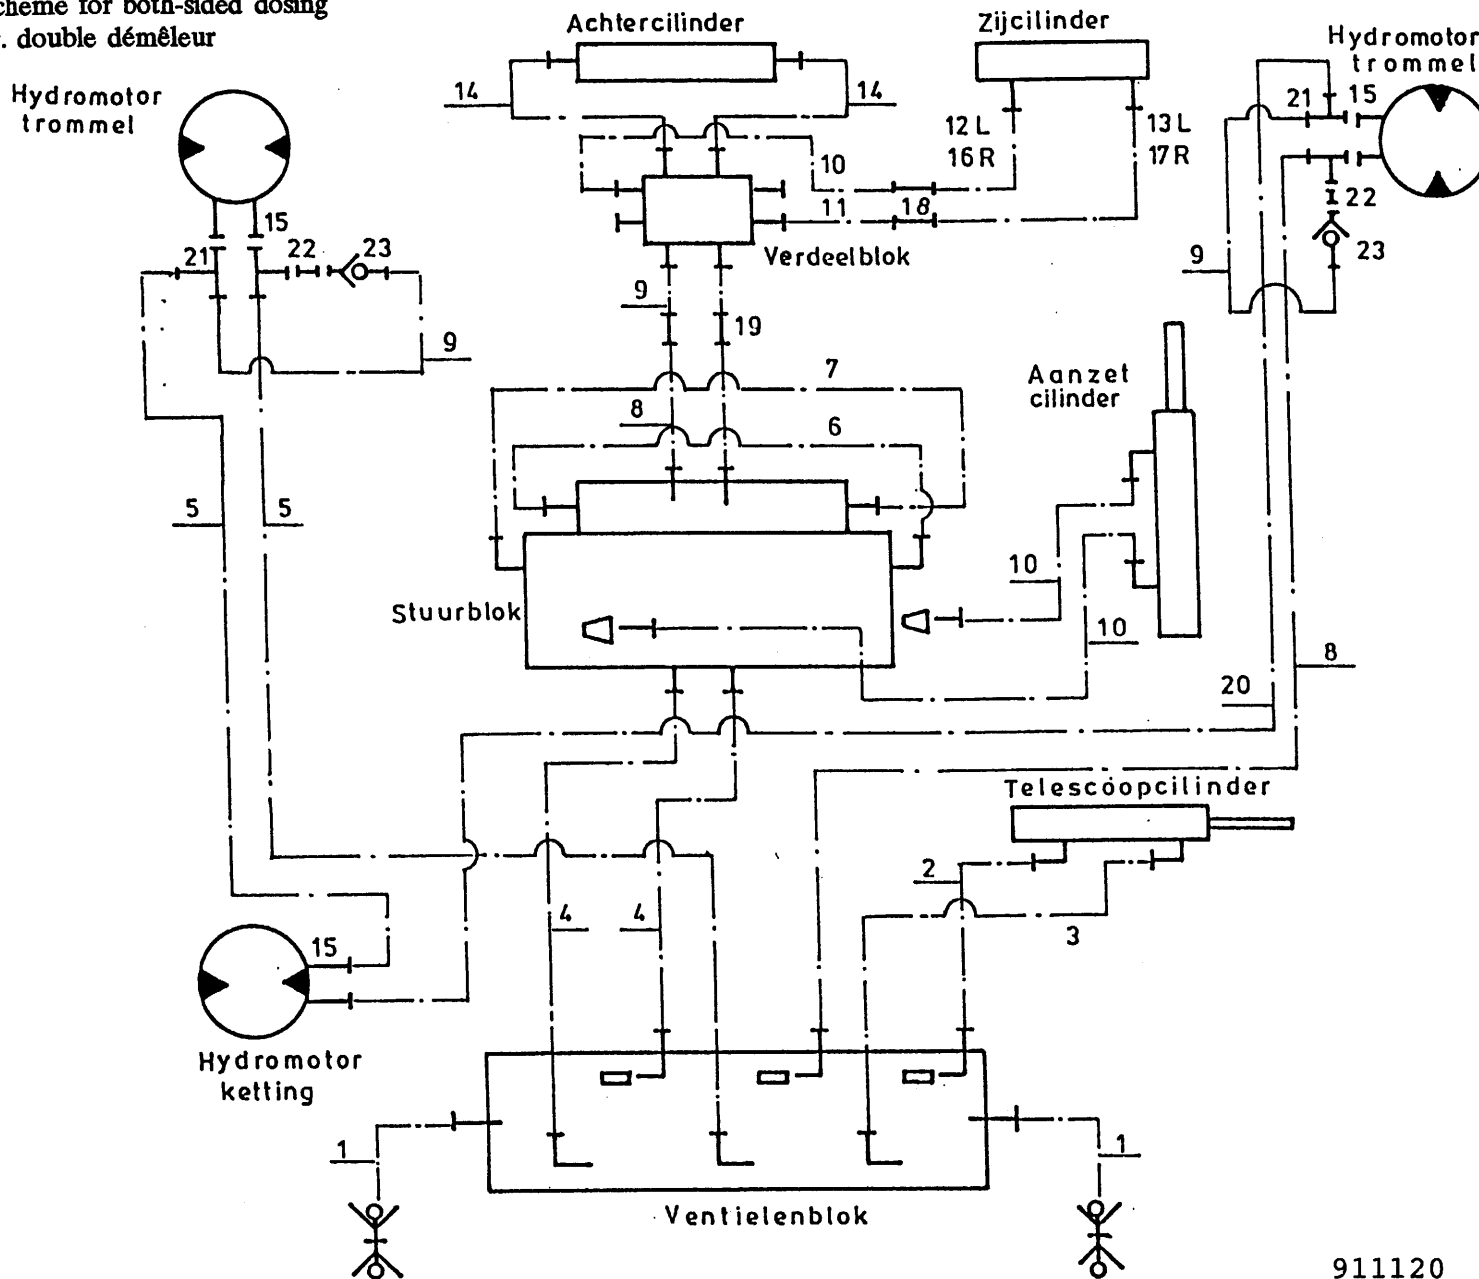 cheme for both-sided dosing
. double démêleur
Achtercilinder
Zijcilinder
Hydromotor
trommel
Hydromotor
trommel
14
14
21
15
12 L
16 R
13 L
17 R
10
11
18
22
23
15
21
22
23
Verdeelblok
9
9
9
19
7
8
6
Aanzet
cilinder
5
5
10
10
Stuurblok
8
20
Telescoopcilinder
2
3
4
4
15
Hydromotor
ketting
1
1
Ventielenblok
911120